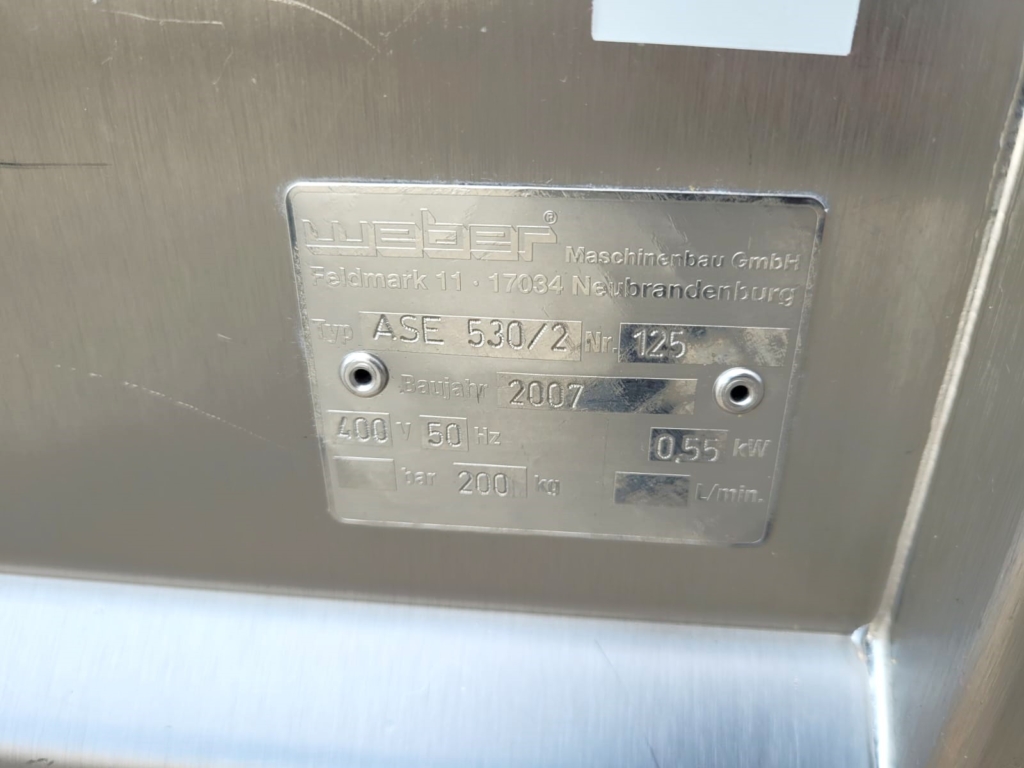 weber® Maschinenbau GmbH
Feldmark 11 · 17034 Neubrandenburg
Typ ASE 530/2 Nr. 125
Baujahr 2007
400 V 50 Hz 0,55 kW
bar 200 kg L/min.